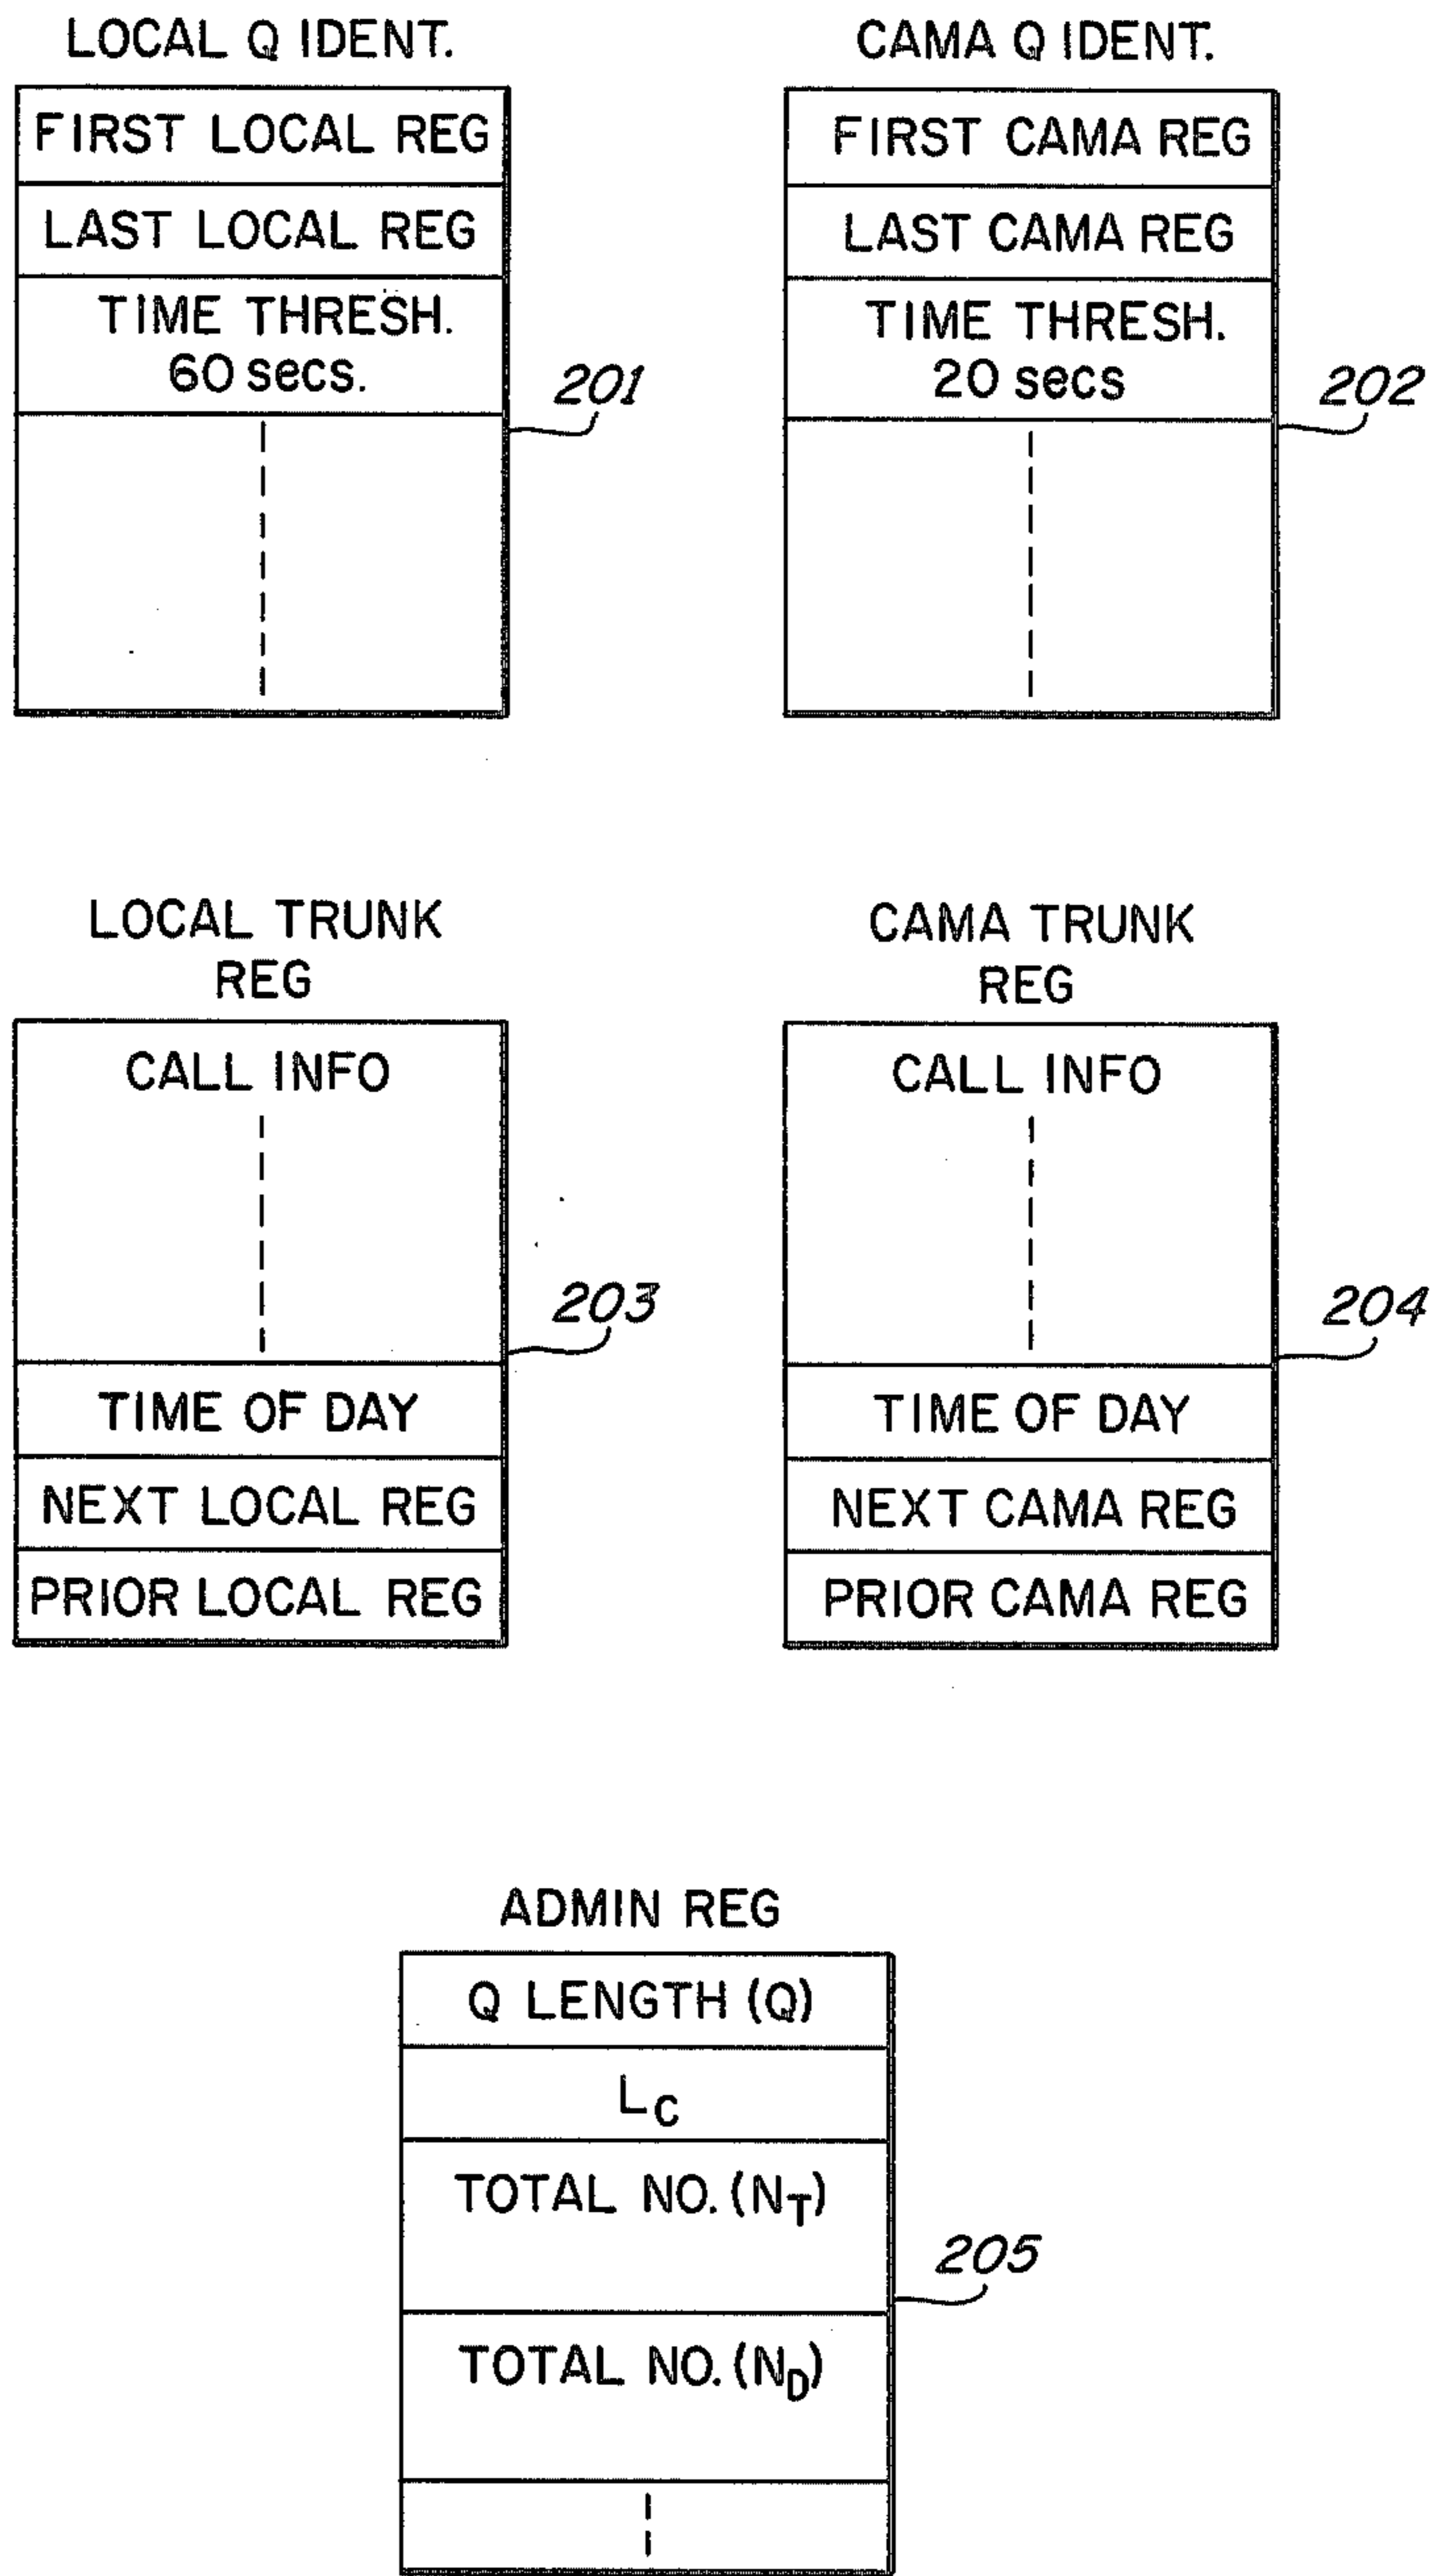 LOCAL Q IDENT.
FIRST LOCAL REG
LAST LOCAL REG
TIME THRESH.
60 secs.
201
CAMA Q IDENT.
FIRST CAMA REG
LAST CAMA REG
TIME THRESH.
20 secs
202
LOCAL TRUNK
REG
CALL INFO
203
TIME OF DAY
NEXT LOCAL REG
PRIOR LOCAL REG
CAMA TRUNK
REG
CALL INFO
204
TIME OF DAY
NEXT CAMA REG
PRIOR CAMA REG
ADMIN REG
Q LENGTH (Q)
LC
TOTAL NO. (NT)
205
TOTAL NO. (ND)